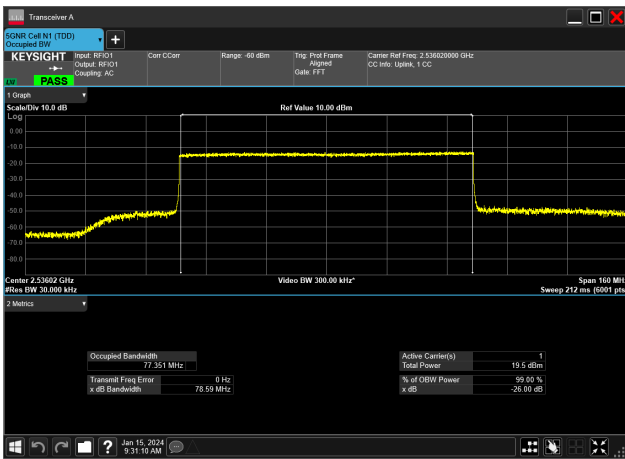 Transceiver A
5GNR Cell N1 (TDD)
Occupied BW
KEYSIGHT
PASS
Input: RFIO1
Output: RFIO1
Coupling: AC
Corr CCorr
Range: -60 dBm
Trig: Prot Frame
Aligned
Gate: FFT
Carrier Ref Freq: 2.536020000 GHz
CC Info: Uplink, 1 CC
1 Graph
Scale/Div 10.0 dB
Ref Value 10.00 dBm
Log
0.00
-10.0
-20.0
-30.0
-40.0
-50.0
-60.0
-70.0
-80.0
Center 2.53602 GHz
Video BW 300.00 kHz*
Span 160 MHz
#Res BW 30.000 kHz
Sweep 212 ms (6001 pts
2 Metrics
Occupied Bandwidth
77.351 MHz
Transmit Freq Error 0 Hz
x dB Bandwidth 78.59 MHz
Active Carrier(s) 1
Total Power 19.5 dBm
% of OBW Power 99.00 %
x dB -26.00 dB
?
Jan 15, 2024
9:31:10 AM